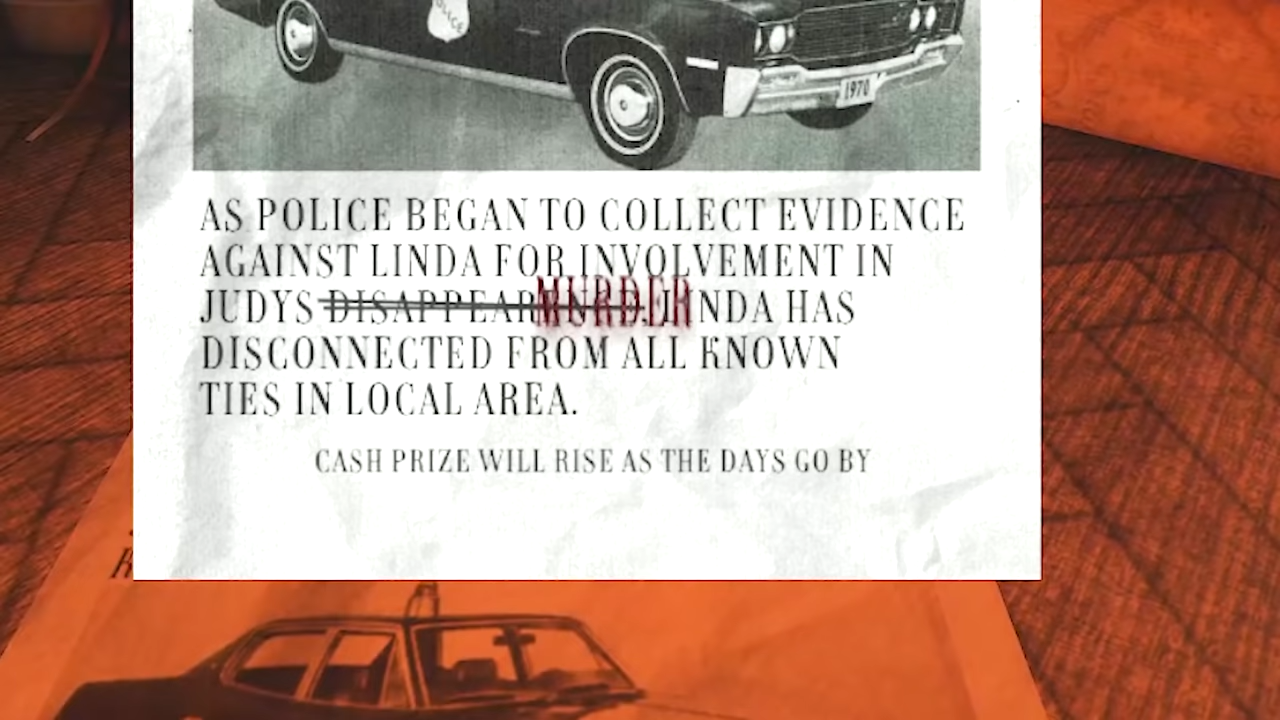 POLICE
1970
AS POLICE BEGAN TO COLLECT EVIDENCE
AGAINST LINDA FOR INVOLVEMENT IN
JUDYS MURDER LINDA HAS
DISCONNECTED FROM ALL KNOWN
TIES IN LOCAL AREA.
CASH PRIZE WILL RISE AS THE DAYS GO BY